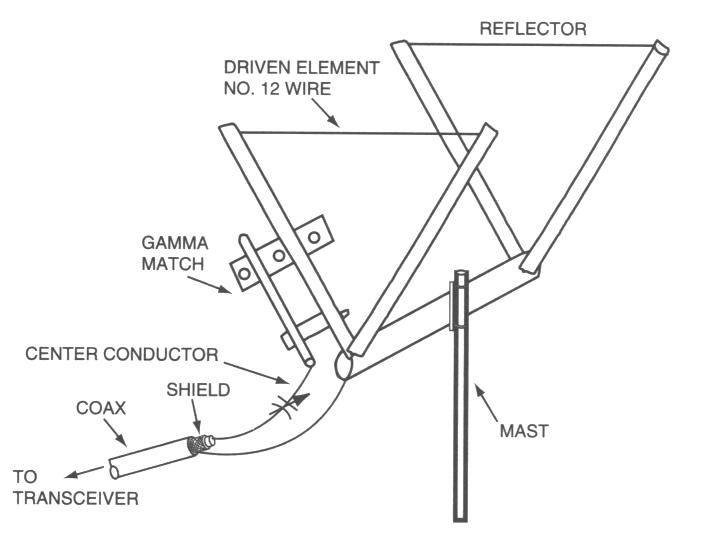 REFLECTOR
DRIVEN ELEMENT
NO. 12 WIRE
GAMMA
MATCH
CENTER CONDUCTOR
SHIELD
COAX
MAST
TO
TRANSCEIVER